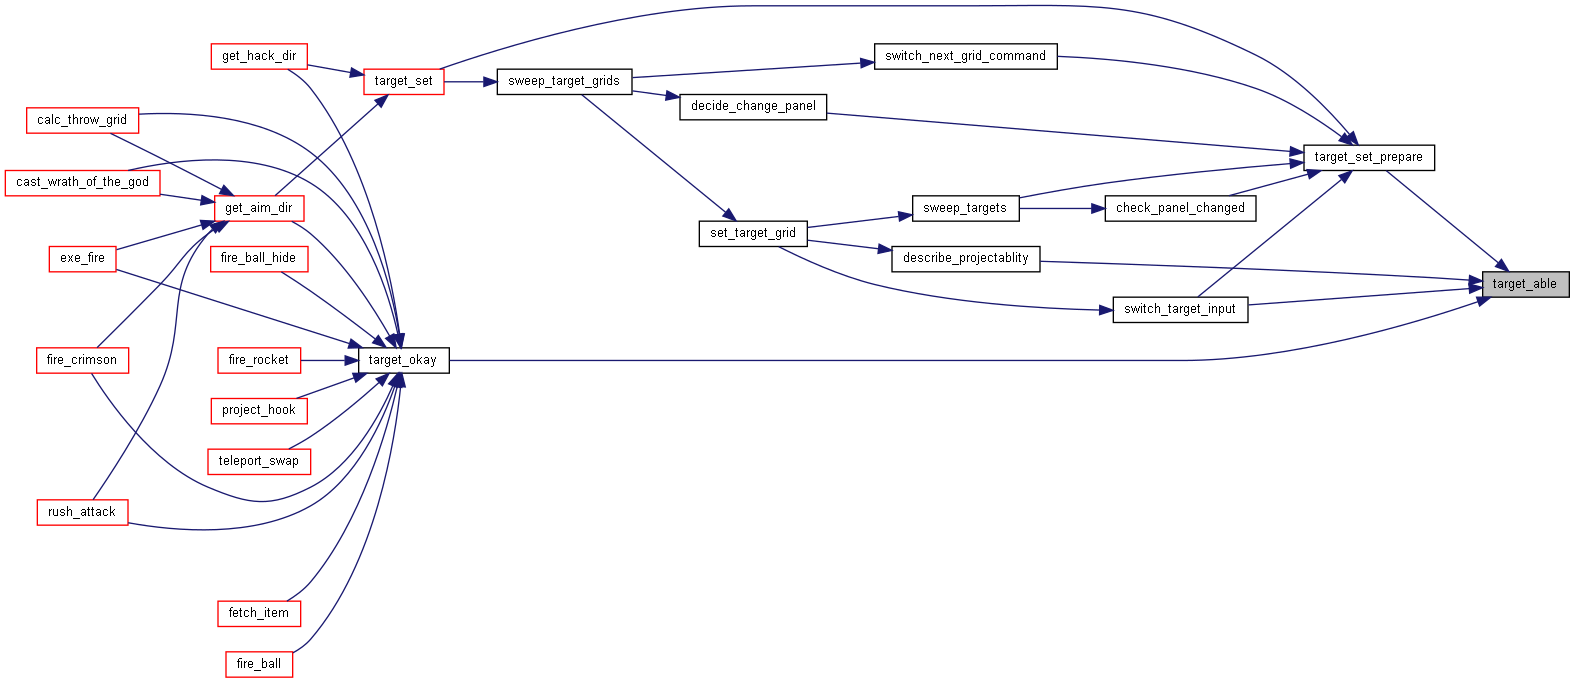 get_hack_dir
switch_next_grid_command
target_set
sweep_target_grids
decide_change_panel
calc_throw_grid
target_set_prepare
cast_wrath_of_the_god
get_aim_dir
sweep_targets
check_panel_changed
set_target_grid
exe_fire
fire_ball_hide
describe_projectablity
target_able
switch_target_input
fire_crimson
fire_rocket
target_okay
project_hook
teleport_swap
rush_attack
fetch_item
fire_ball